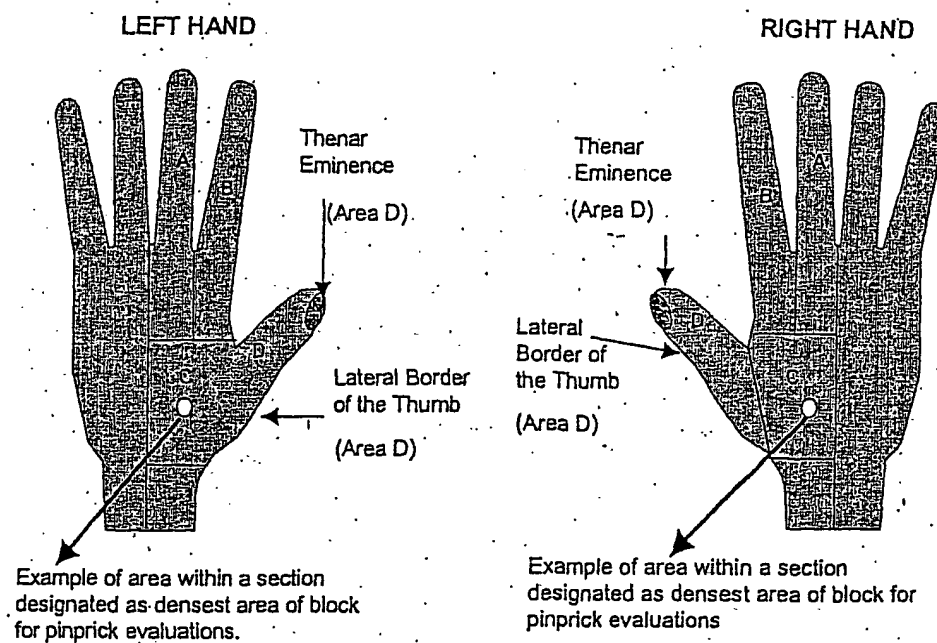 LEFT HAND
RIGHT HAND
A
B
Thenar
Eminence
(Area D)
D
C
Lateral Border
of the Thumb
(Area D)
Example of area within a section
designated as densest area of block
for pinprick evaluations.
Thenar
Eminence
(Area D)
A
B
D
Lateral
Border of
the Thumb
(Area D)
C
Example of area within a section
designated as densest area of block for
pinprick evaluations